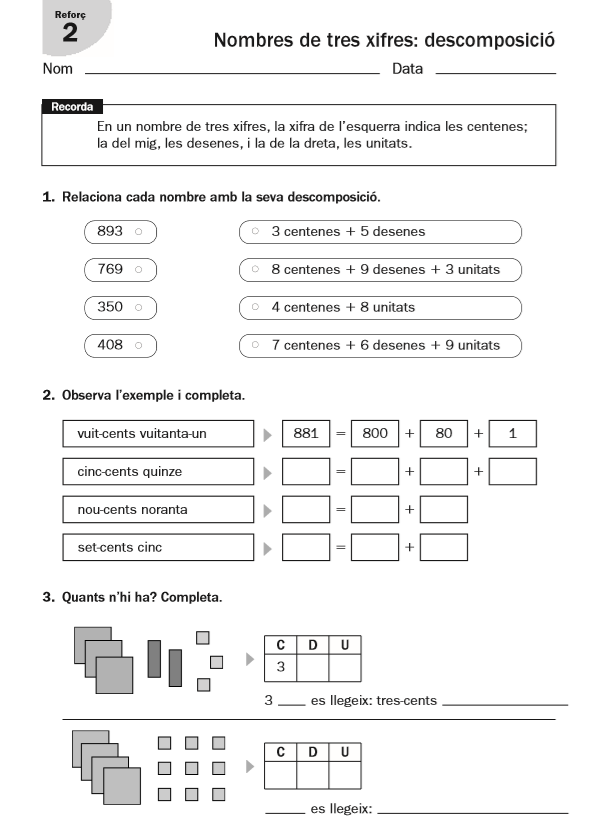 Reforç
2
Nombres de tres xifres: descomposició
Nom ____ Data ____
Recorda
En un nombre de tres xifres, la xifra de l'esquerra indica les centenes;
la del mig, les desenes, i la de la dreta, les unitats.
1. Relaciona cada nombre amb la seva descomposició.
893 3 centenes + 5 desenes
769 8 centenes + 9 desenes + 3 unitats
350 4 centenes + 8 unitats
408 7 centenes + 6 desenes + 9 unitats
2. Observa l'exemple i completa.
vuit-cents vuitanta-un 881 = 800 + 80 + 1
cinc-cents quinze = + +
nou-cents noranta = +
set-cents cinc = +
3. Quants n'hi ha? Completa.
C D U
3
3 ____ es llegeix: tres-cents ____
C D U
____ es llegeix: ____